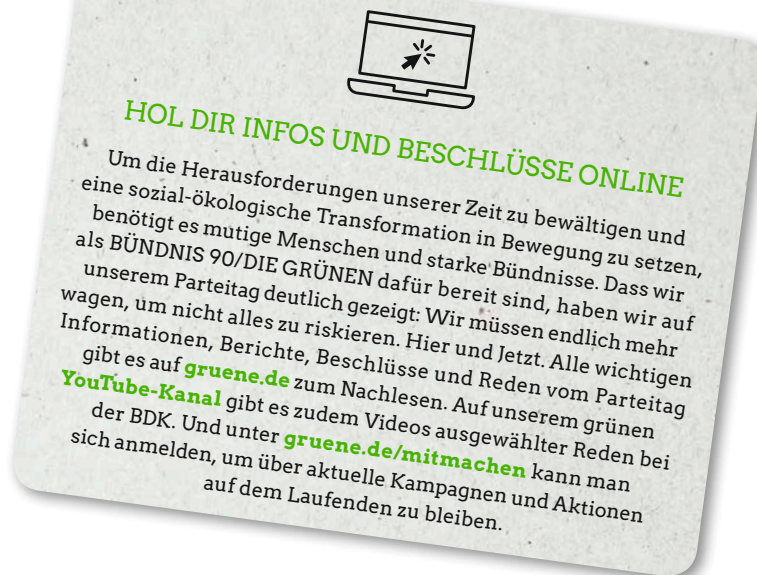 HOL DIR INFOS UND BESCHLÜSSE ONLINE
Um die Herausforderungen unserer Zeit zu bewältigen und
eine sozial-ökologische Transformation in Bewegung zu setzen,
benötigt es mutige Menschen und starke Bündnisse. Dass wir
als BÜNDNIS 90/DIE GRÜNEN dafür bereit sind, haben wir auf
unserem Parteitag deutlich gezeigt: Wir müssen endlich mehr
wagen, um nicht alles zu riskieren. Hier und Jetzt. Alle wichtigen
Informationen, Berichte, Beschlüsse und Reden vom Parteitag
gibt es auf gruene.de zum Nachlesen. Auf unserem grünen
YouTube-Kanal gibt es zudem Videos ausgewählter Reden bei
der BDK. Und unter gruene.de/mitmachen kann man
sich anmelden, um über aktuelle Kampagnen und Aktionen
auf dem Laufenden zu bleiben.